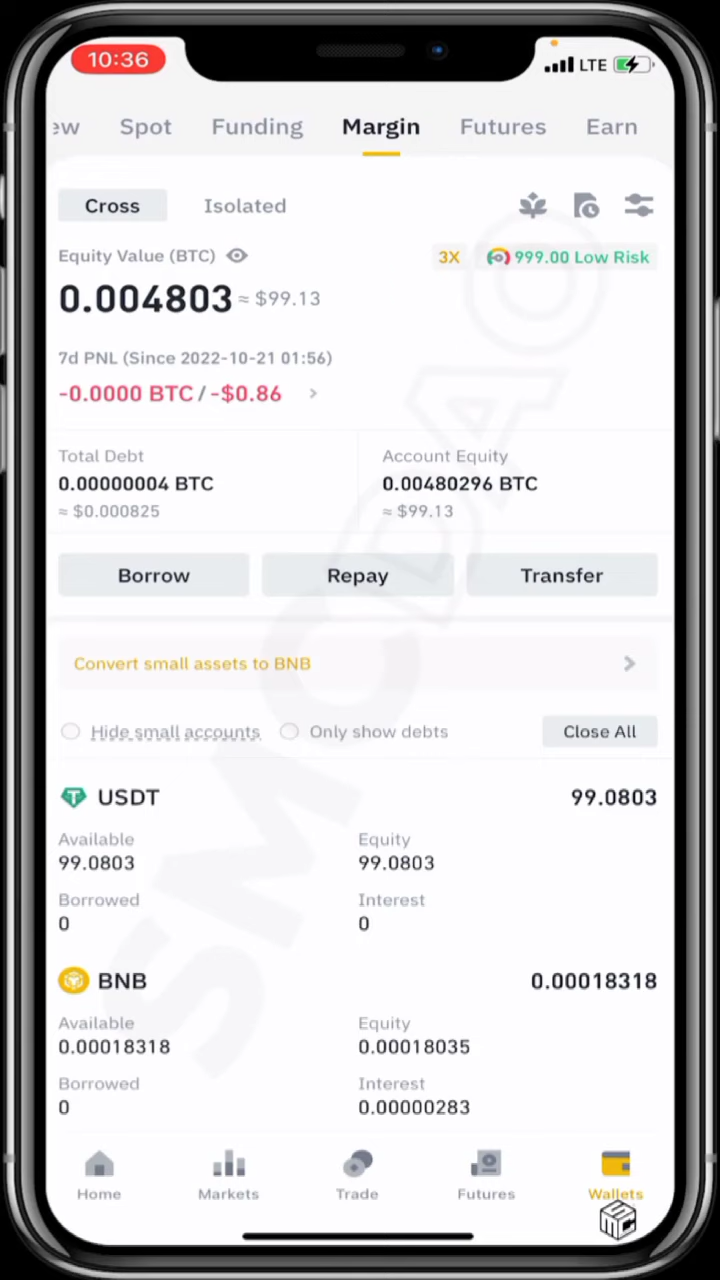 10:36 LTE
ew Spot Funding Margin Futures Earn
Cross Isolated
Equity Value (BTC) 3X 999.00 Low Risk
0.004803 ≈ $99.13
7d PNL (Since 2022-10-21 01:56)
-0.0000 BTC / -$0.86 >
Total Debt Account Equity
0.00000004 BTC 0.00480296 BTC
≈ $0.000825 ≈ $99.13
Borrow Repay Transfer
Convert small assets to BNB
Hide small accounts Only show debts Close All
USDT 99.0803
Available Equity
99.0803 99.0803
Borrowed Interest
0 0
BNB 0.00018318
Available Equity
0.00018318 0.00018035
Borrowed Interest
0 0.00000283
Home Markets Trade Futures Wallets
SMCDAO